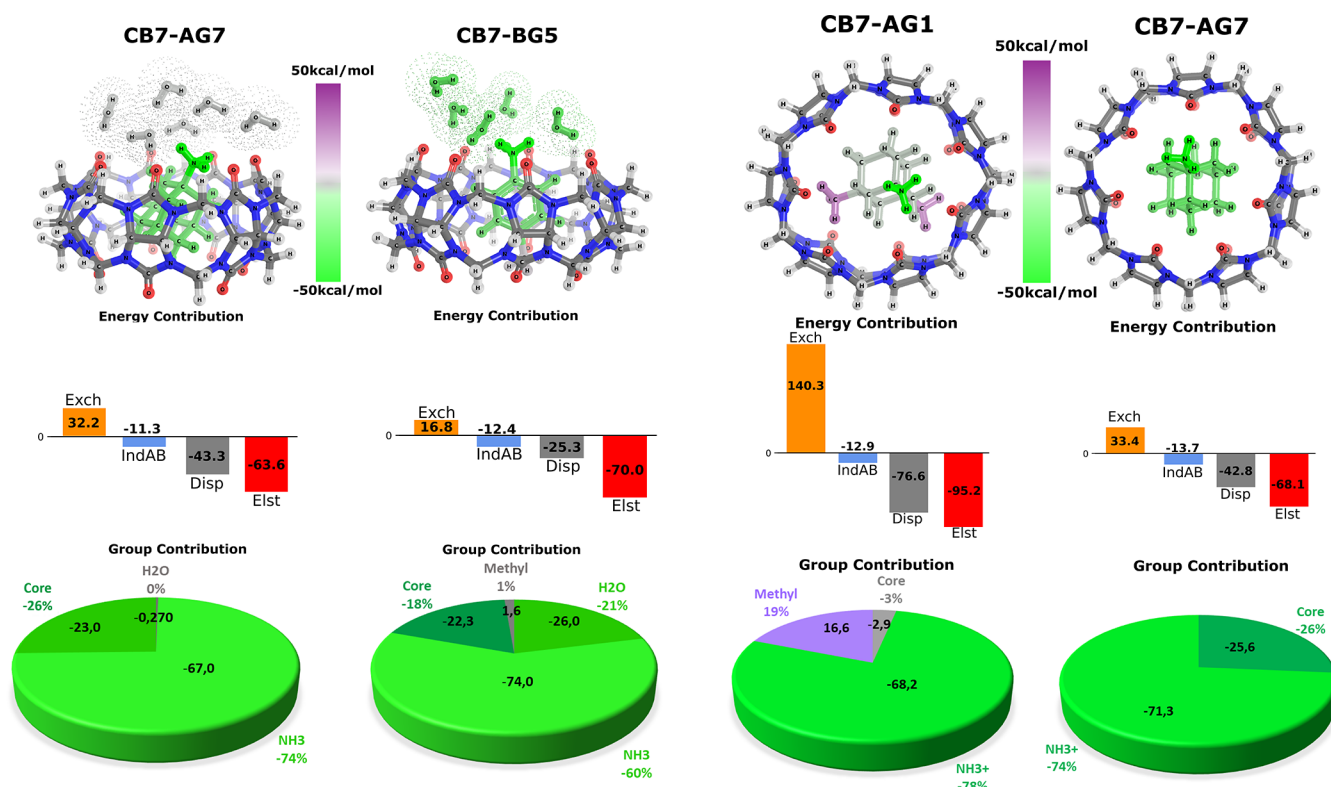 CB7-AG7
CB7-BG5
50kcal/mol
-50kcal/mol
Energy Contribution
Exch
32.2
0
-11.3
IndAB
-43.3
Disp
-63.6
Elst
Energy Contribution
Exch
16.8
0
-12.4
IndAB
-25.3
Disp
-70.0
Elst
Group Contribution
H2O
0%
Core
-26%
-23,0
-0,270
-67,0
NH3
-74%
Group Contribution
Methyl
1%
Core
-18%
H2O
-21%
-22,3
1,6
-26,0
-74,0
NH3
-60%
CB7-AG1
CB7-AG7
50kcal/mol
-50kcal/mol
Energy Contribution
Exch
140.3
0
-12.9
IndAB
-76.6
Disp
-95.2
Elst
Energy Contribution
Exch
33.4
0
-13.7
IndAB
-42.8
Disp
-68.1
Elst
Group Contribution
Core
-3%
Methyl
19%
16,6
-2,9
-68,2
NH3+
-78%
Group Contribution
Core
-26%
-25,6
-71,3
NH3+
-74%